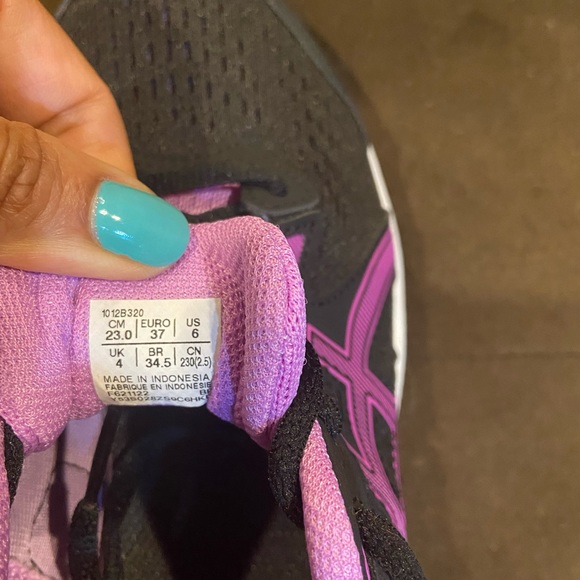 1012B320
CM EURO US
23.0 37 6
UK BR CN
4 34.5 230(2.5)
MADE IN INDONESIA
FABRIQUE EN INDONESIE
F621122